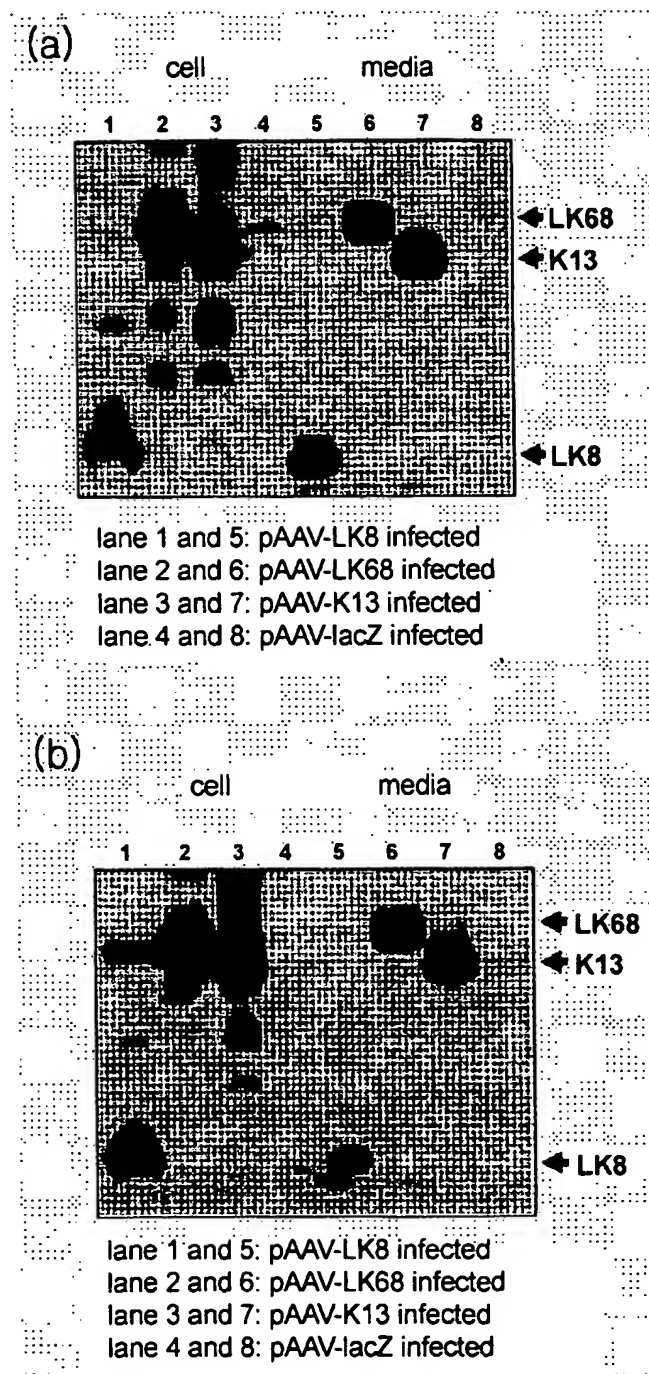 (a)
cell media
1 2 3 4 5 6 7 8
LK68
K13
LK8
lane 1 and 5: pAAV-LK8 infected
lane 2 and 6: pAAV-LK68 infected
lane 3 and 7: pAAV-K13 infected
lane 4 and 8: pAAV-lacZ infected
(b)
cell media
1 2 3 4 5 6 7 8
LK68
K13
LK8
lane 1 and 5: pAAV-LK8 infected
lane 2 and 6: pAAV-LK68 infected
lane 3 and 7: pAAV-K13 infected
lane 4 and 8: pAAV-lacZ infected